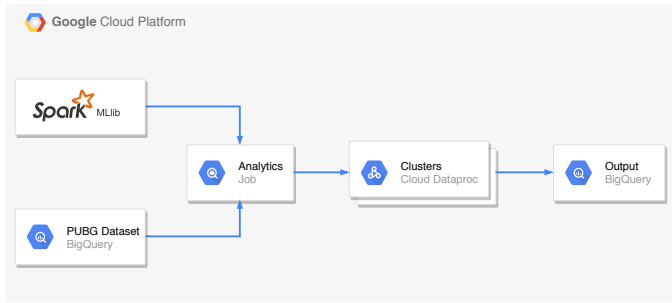 Google Cloud Platform
Spark MLlib
Analytics
Job
Clusters
Cloud Dataproc
Output
BigQuery
PUBG Dataset
BigQuery